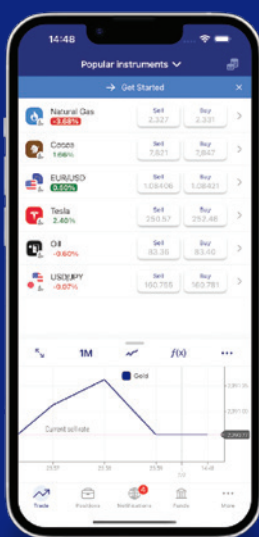 14:48
Popular instruments
Get Started
Natural Gas
-3.68%
Sell
2.327
Buy
2.331
Cocoa
1.66%
Sell
7,821
Buy
7,847
EUR/USD
0.50%
Sell
1.08406
Buy
1.08421
Tesla
2.40%
Sell
250.57
Buy
252.46
Oil
-0.60%
Sell
83.36
Buy
83.40
USD/JPY
-0.07%
Sell
160.755
Buy
160.781
1M
f(x)
Gold
Current sell rate
Trade
4
Positions
Notifications
Funds
More